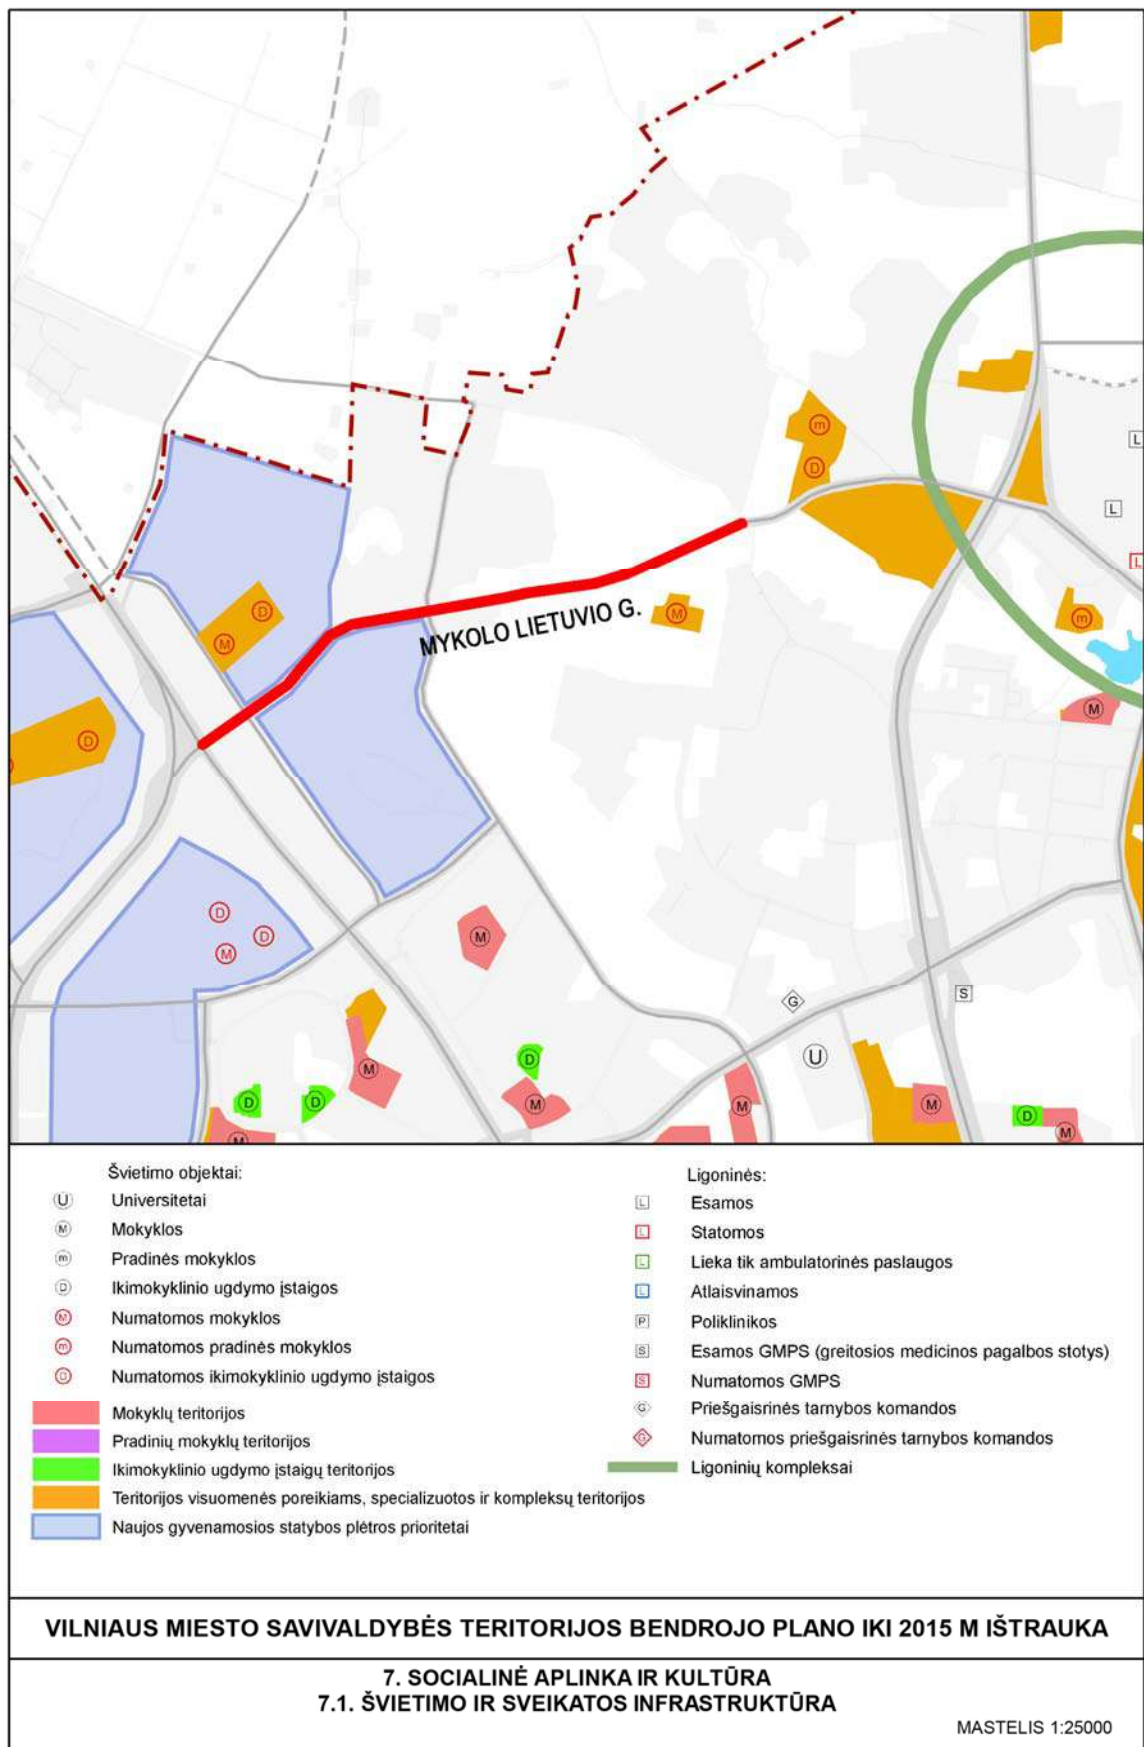 m
D
L
L
L
D
M
M
m
MYKOLO LIETUVIO G.
M
D
D
D
M
M
S
G
U
D
M
D
D
M
M
M
D
M
M
Švietimo objektai:
U Universitetai
M Mokyklos
m Pradinės mokyklos
D Ikimokyklinio ugdymo įstaigos
M Numatomos mokyklos
m Numatomos pradinės mokyklos
D Numatomos ikimokyklinio ugdymo įstaigos
Mokyklų teritorijos
Pradinių mokyklų teritorijos
Ikimokyklinio ugdymo įstaigų teritorijos
Teritorijos visuomenės poreikiams, specializuotos ir kompleksų teritorijos
Naujos gyvenamosios statybos plėtros prioritetai
Ligoninės:
L Esamos
L Statomos
L Lieka tik ambulatorinės paslaugos
L Atlaisvinamos
P Poliklinikos
S Esamos GMPS (greitosios medicinos pagalbos stotys)
S Numatomos GMPS
G Priešgaisrinės tarnybos komandos
G Numatomos priešgaisrinės tarnybos komandos
Ligoninių kompleksai
VILNIAUS MIESTO SAVIVALDYBĖS TERITORIJOS BENDROJO PLANO IKI 2015 M IŠTRAUKA
7. SOCIALINĖ APLINKA IR KULTŪRA
7.1. ŠVIETIMO IR SVEIKATOS INFRASTRUKTŪRA
MASTELIS 1:25000